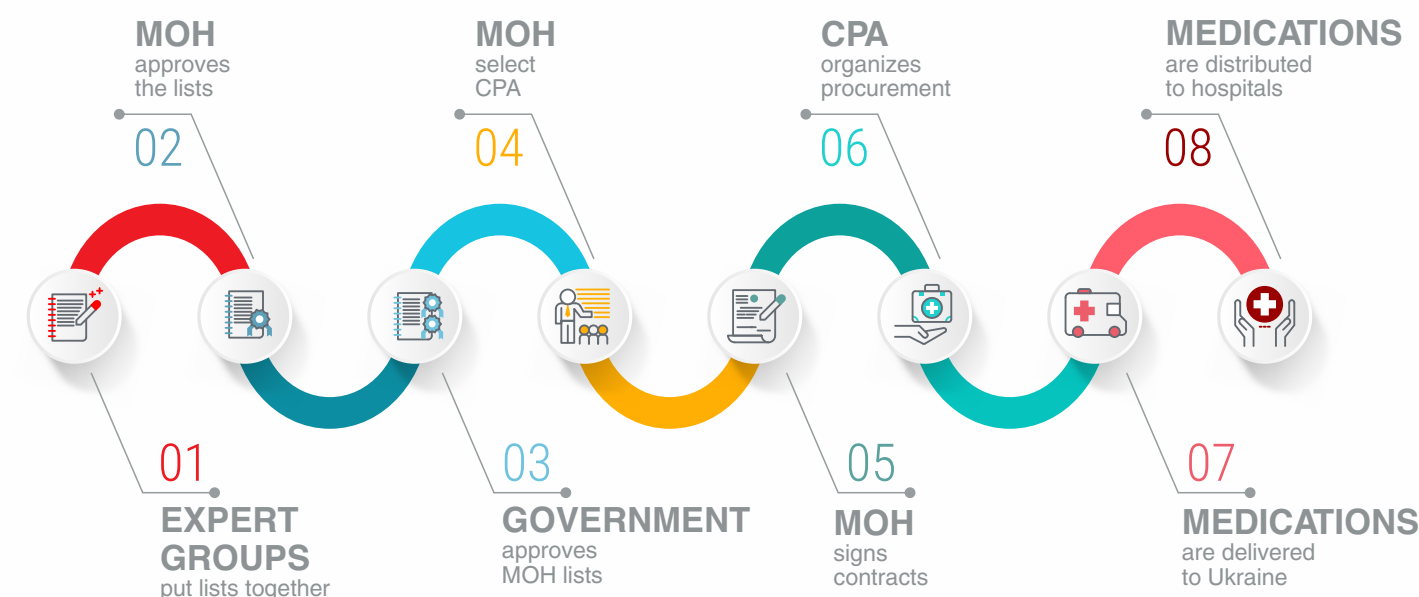 MOH
approves
the lists
02
MOH
select
CPA
04
CPA
organizes
procurement
06
MEDICATIONS
are distributed
to hospitals
08
01
EXPERT
GROUPS
put lists together
03
GOVERNMENT
approves
MOH lists
05
MOH
signs
contracts
07
MEDICATIONS
are delivered
to Ukraine